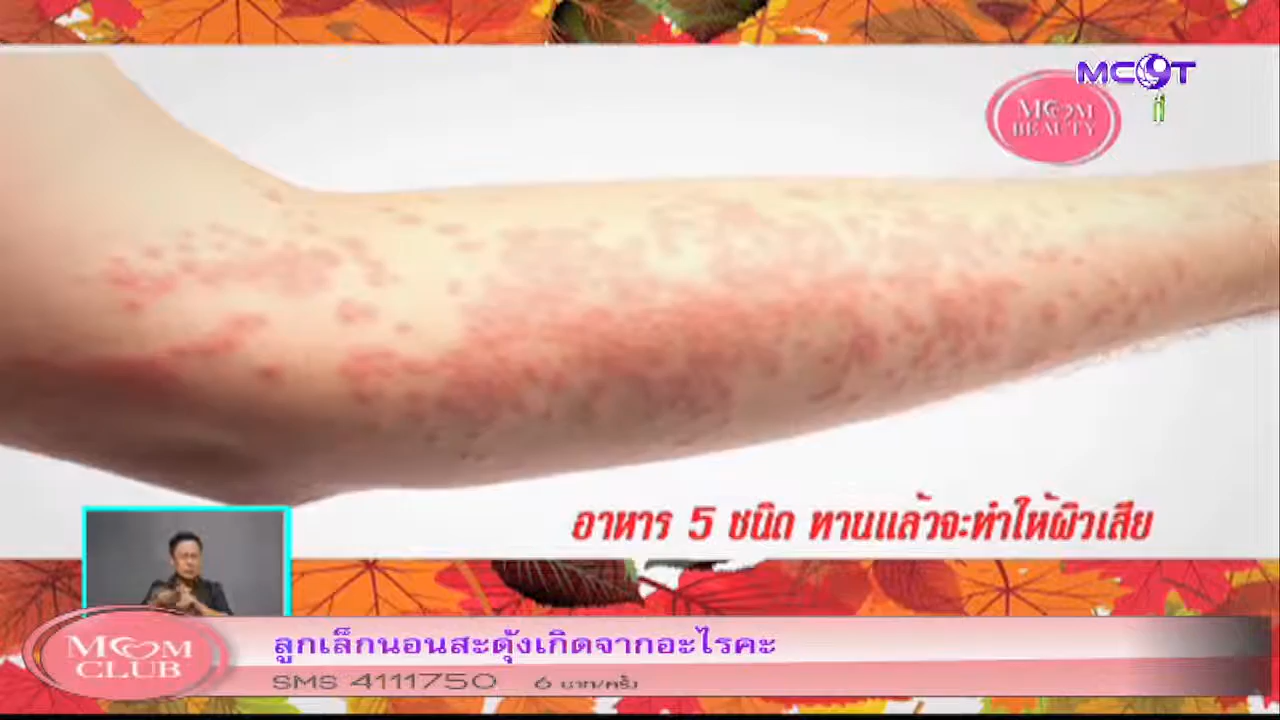 MCOT
MOM
BEAUTY
อาหาร 5 ชนิด ทานแล้วจะทำให้ผิวเสีย
MOM
CLUB
ลูกเล็กนอนสะดุ้งเกิดจากอะไรคะ
SMS 4111750 6 บาท/ครั้ง